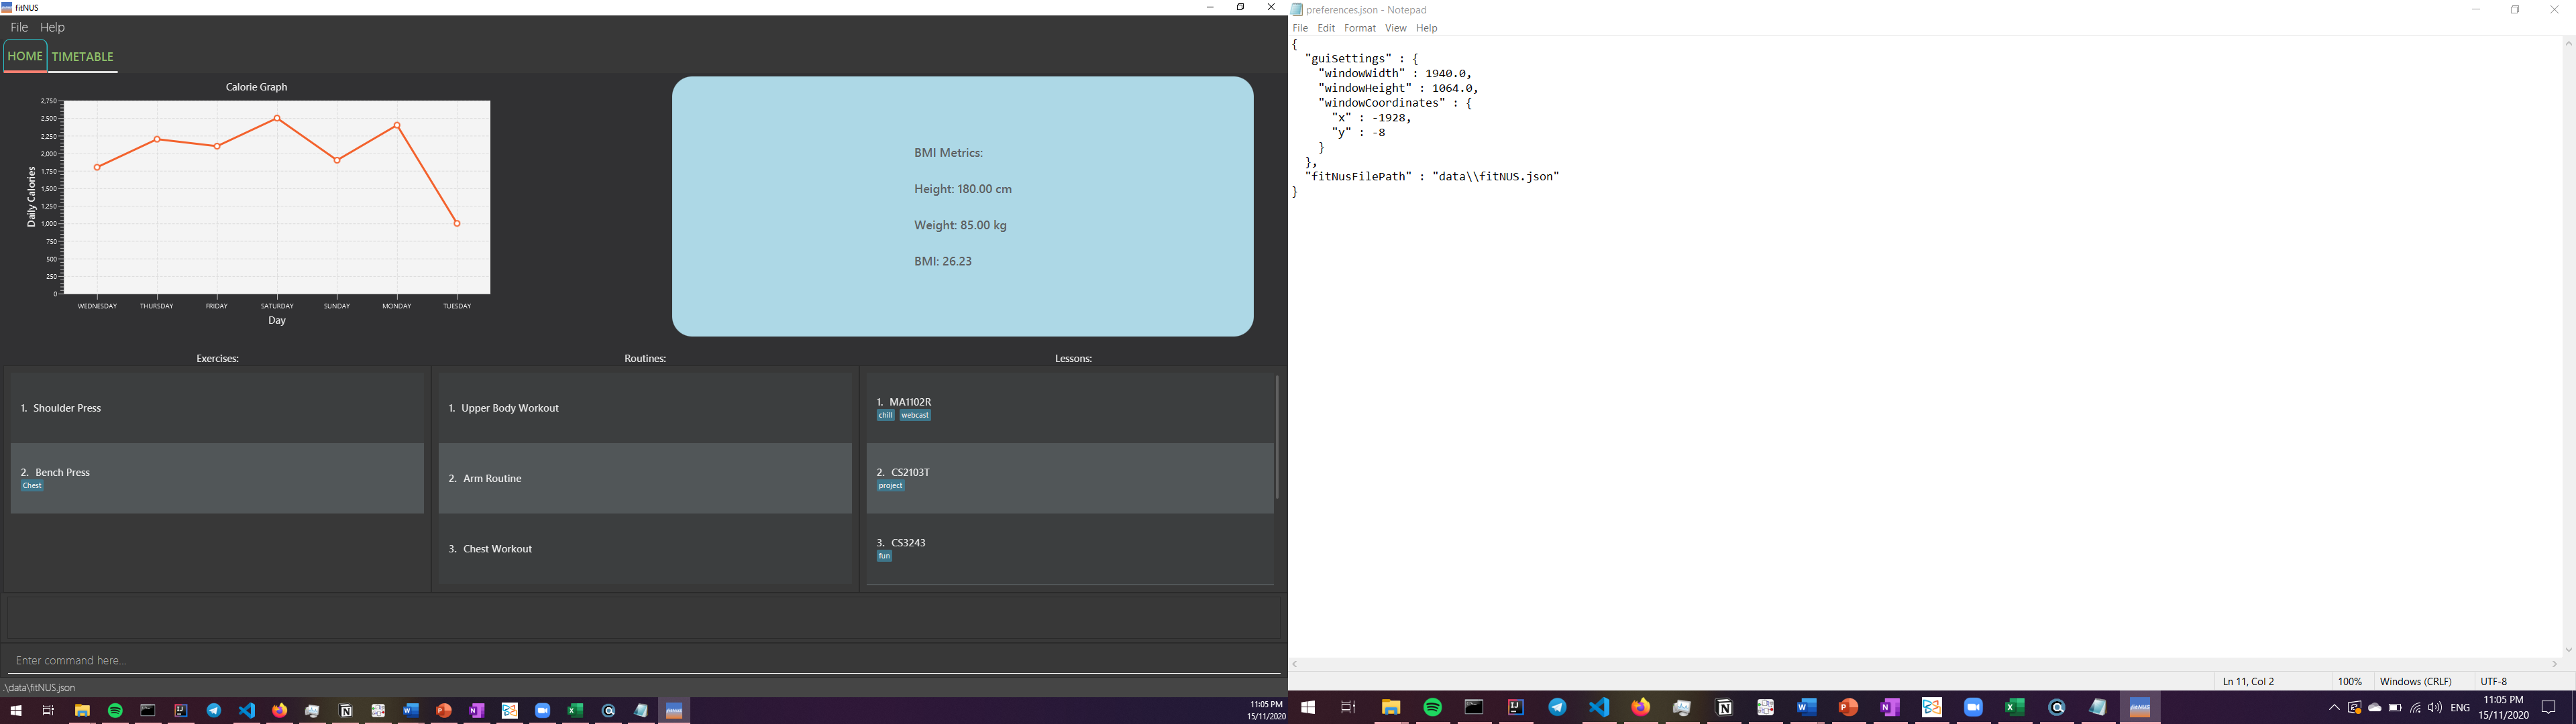 fitNUS
File Help
HOME TIMETABLE
Calorie Graph
Daily Calories
2,750
2,500
2,250
2,000
1,750
1,500
1,250
1,000
750
500
250
0
WEDNESDAY THURSDAY FRIDAY SATURDAY SUNDAY MONDAY TUESDAY
Day
BMI Metrics:
Height: 180.00 cm
Weight: 85.00 kg
BMI: 26.23
Exercises:
1. Shoulder Press
2. Bench Press
Chest
Routines:
1. Upper Body Workout
2. Arm Routine
3. Chest Workout
Lessons:
1. MA1102R
chill webcast
2. CS2103T
project
3. CS3243
fun
Enter command here...
.\data\fitNUS.json
11:05 PM
15/11/2020
preferences.json - Notepad
File Edit Format View Help
{
"guiSettings" : {
"windowWidth" : 1940.0,
"windowHeight" : 1064.0,
"windowCoordinates" : {
"x" : -1928,
"y" : -8
}
},
"fitNusFilePath" : "data\\fitNUS.json"
}
Ln 11, Col 2 100% Windows (CRLF) UTF-8
ENG
11:05 PM
15/11/2020